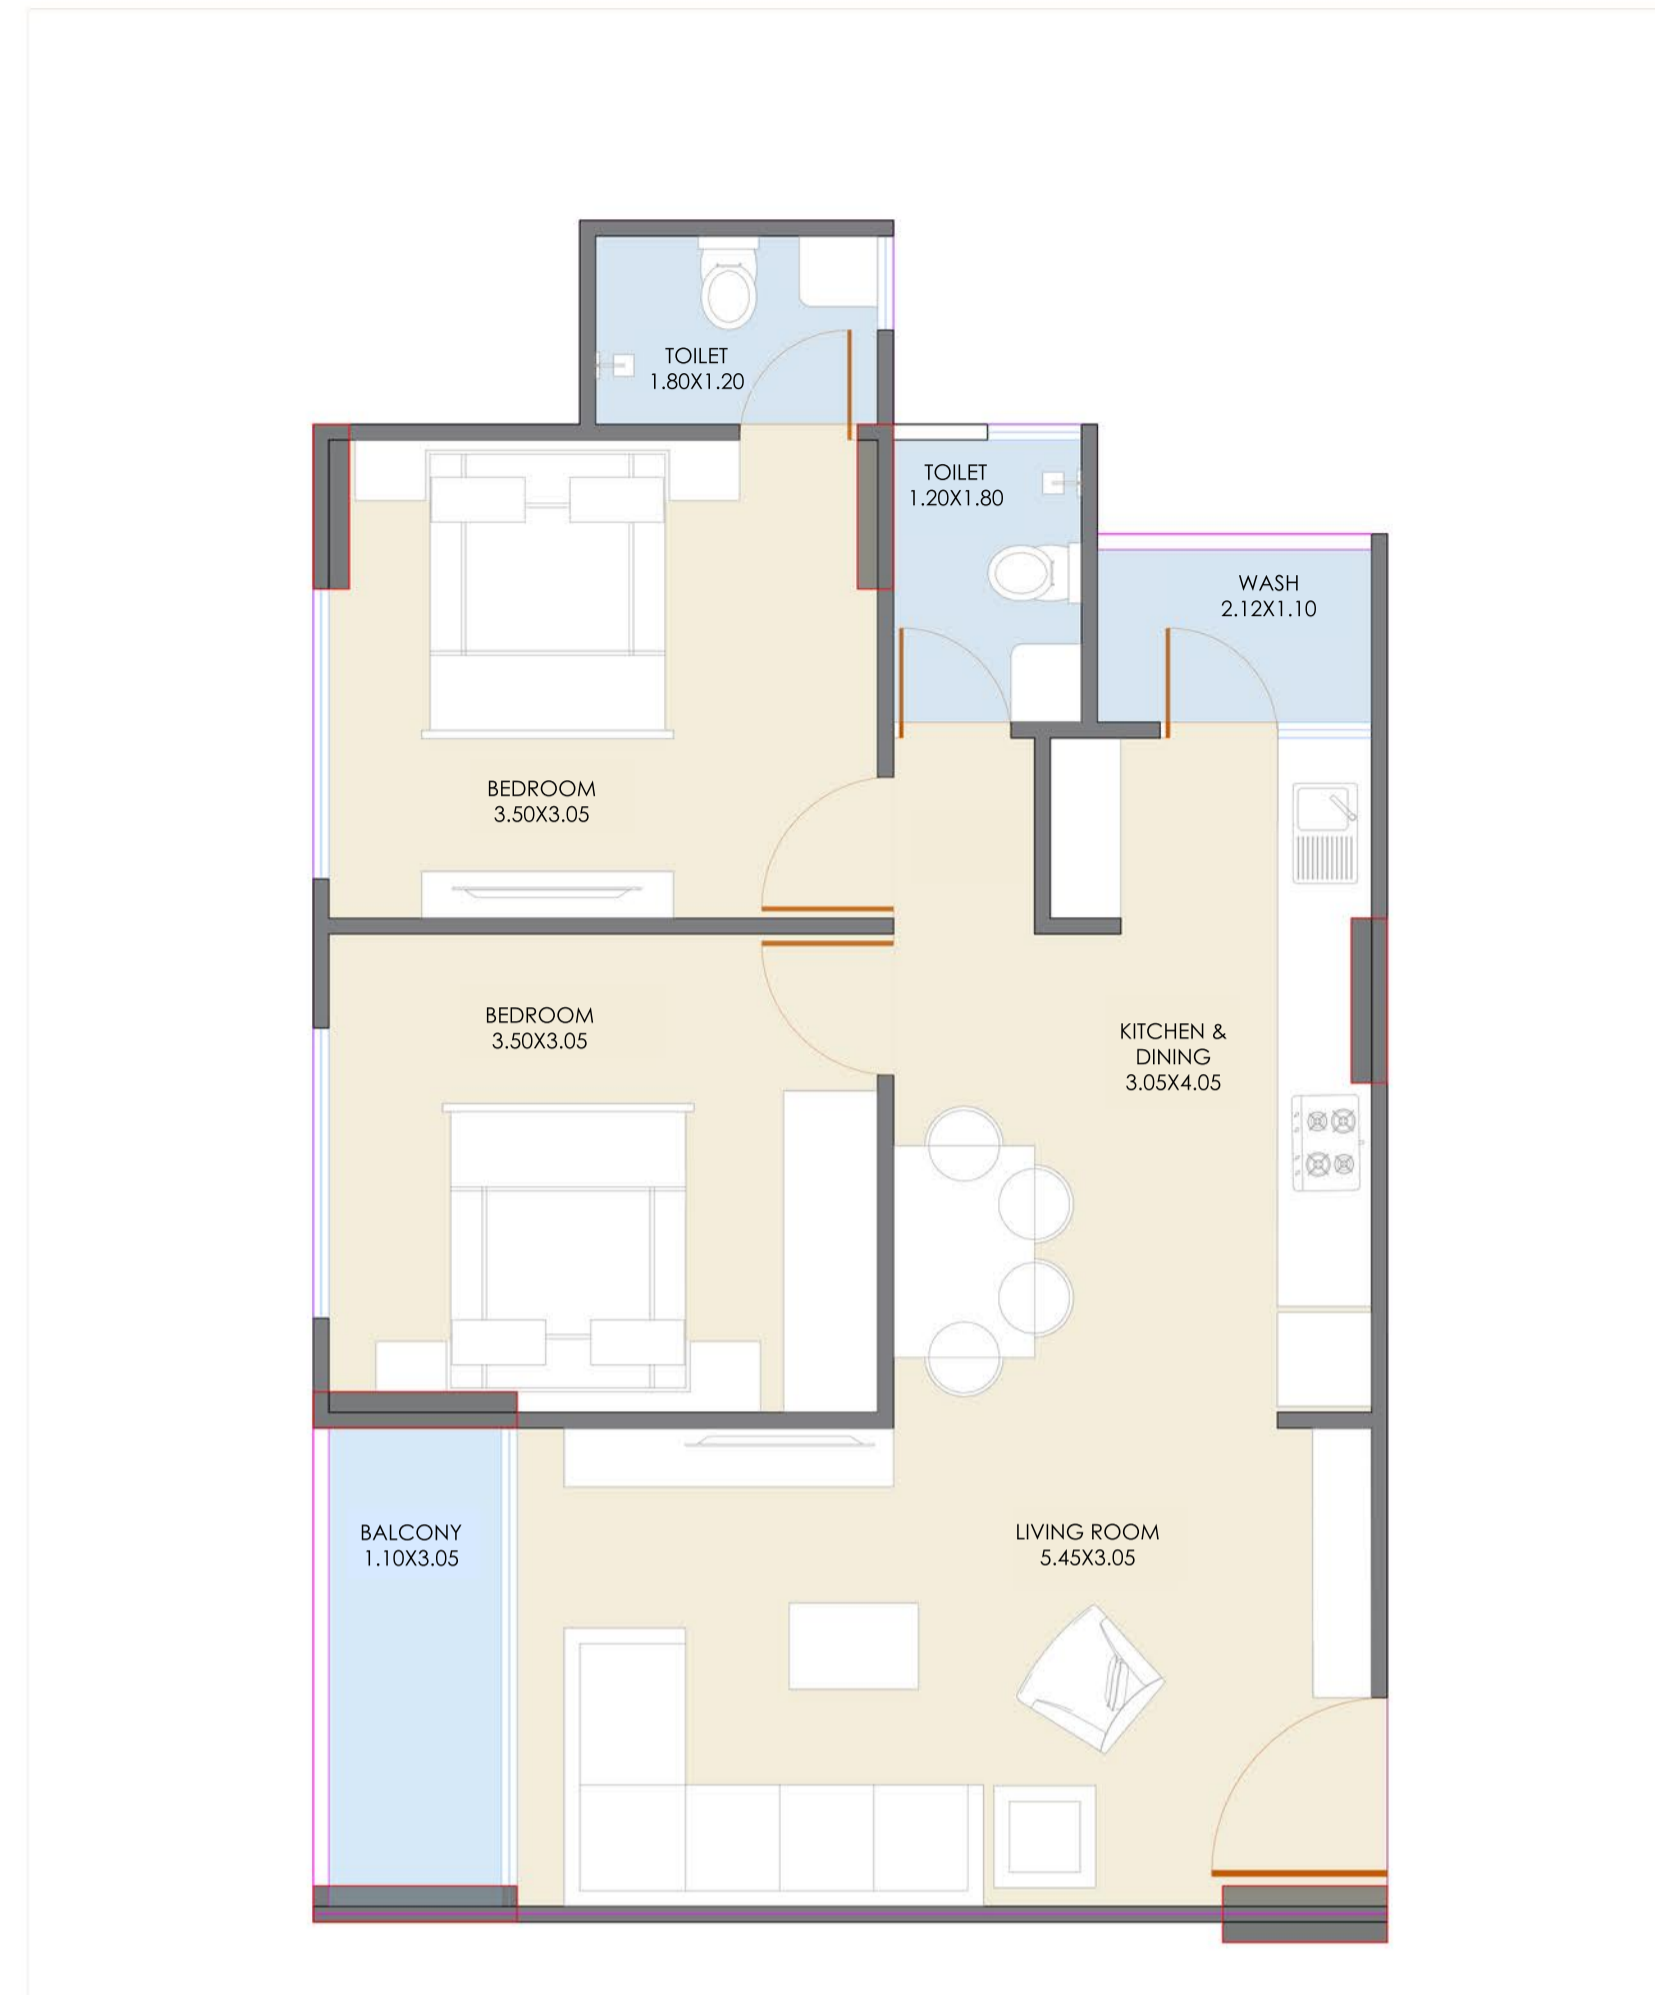 TOILET
1.80X1.20
TOILET
1.20X1.80
WASH
2.12X1.10
BEDROOM
3.50X3.05
BEDROOM
3.50X3.05
KITCHEN &
DINING
3.05X4.05
BALCONY
1.10X3.05
LIVING ROOM
5.45X3.05